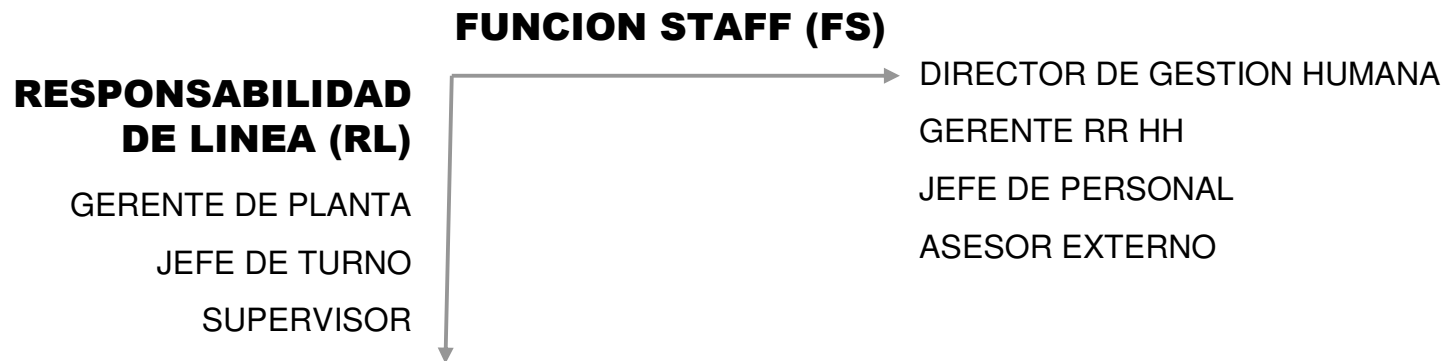 FUNCION STAFF (FS)
RESPONSABILIDAD
DE LINEA (RL)
GERENTE DE PLANTA
JEFE DE TURNO
SUPERVISOR
DIRECTOR DE GESTION HUMANA
GERENTE RR HH
JEFE DE PERSONAL
ASESOR EXTERNO